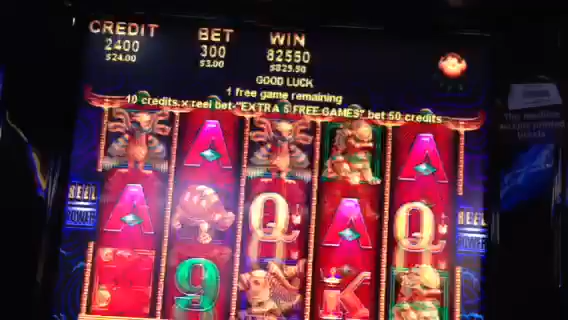 CREDIT BET WIN
2400 300 82550
$24.00 $3.00 $825.50
GOOD LUCK
1 free game remaining
10 credits x reel bet-"EXTRA 5 FREE GAMES" bet 50 credits
A A
A Q A Q
9 K
REEL POWER
REEL POWER